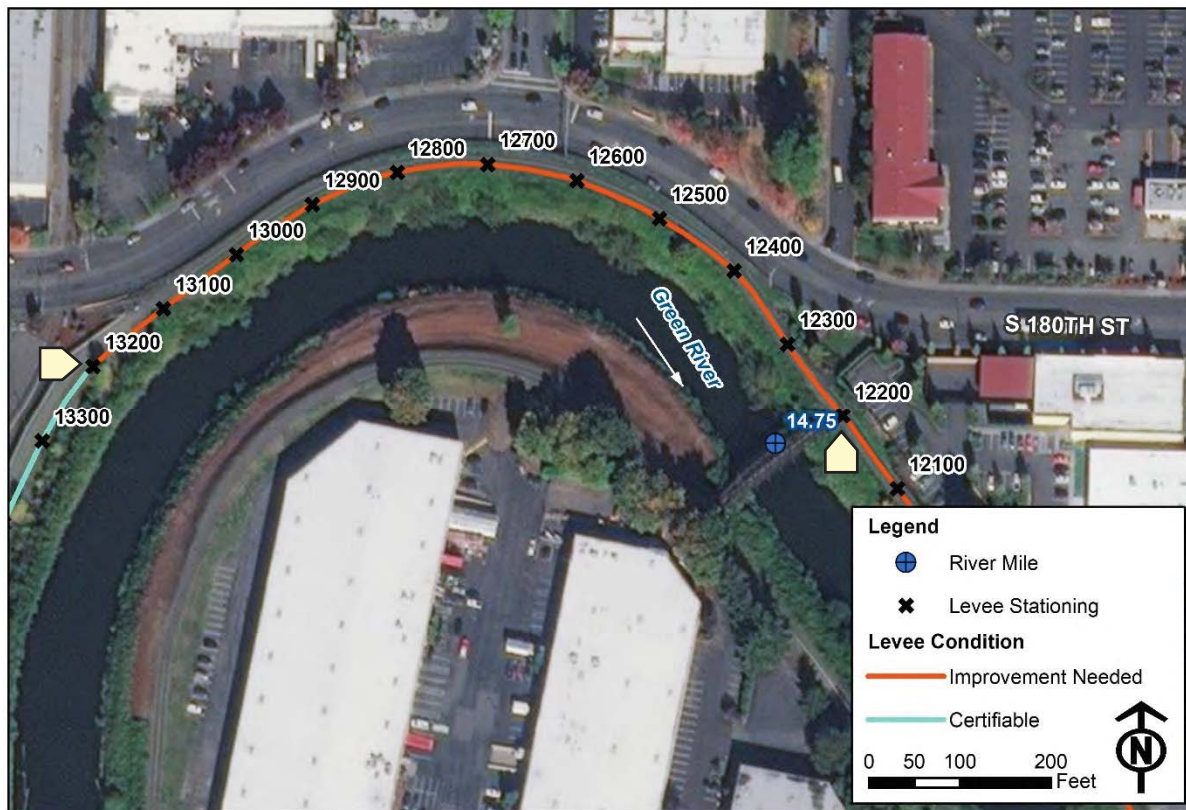 12800
12700
12600
12900
12500
13000
12400
13100
12300
S 180TH ST
13200
Green River
13300
12200
14.75
12100
Legend
River Mile
Levee Stationing
Levee Condition
Improvement Needed
Certifiable
0 50 100 200
Feet
N